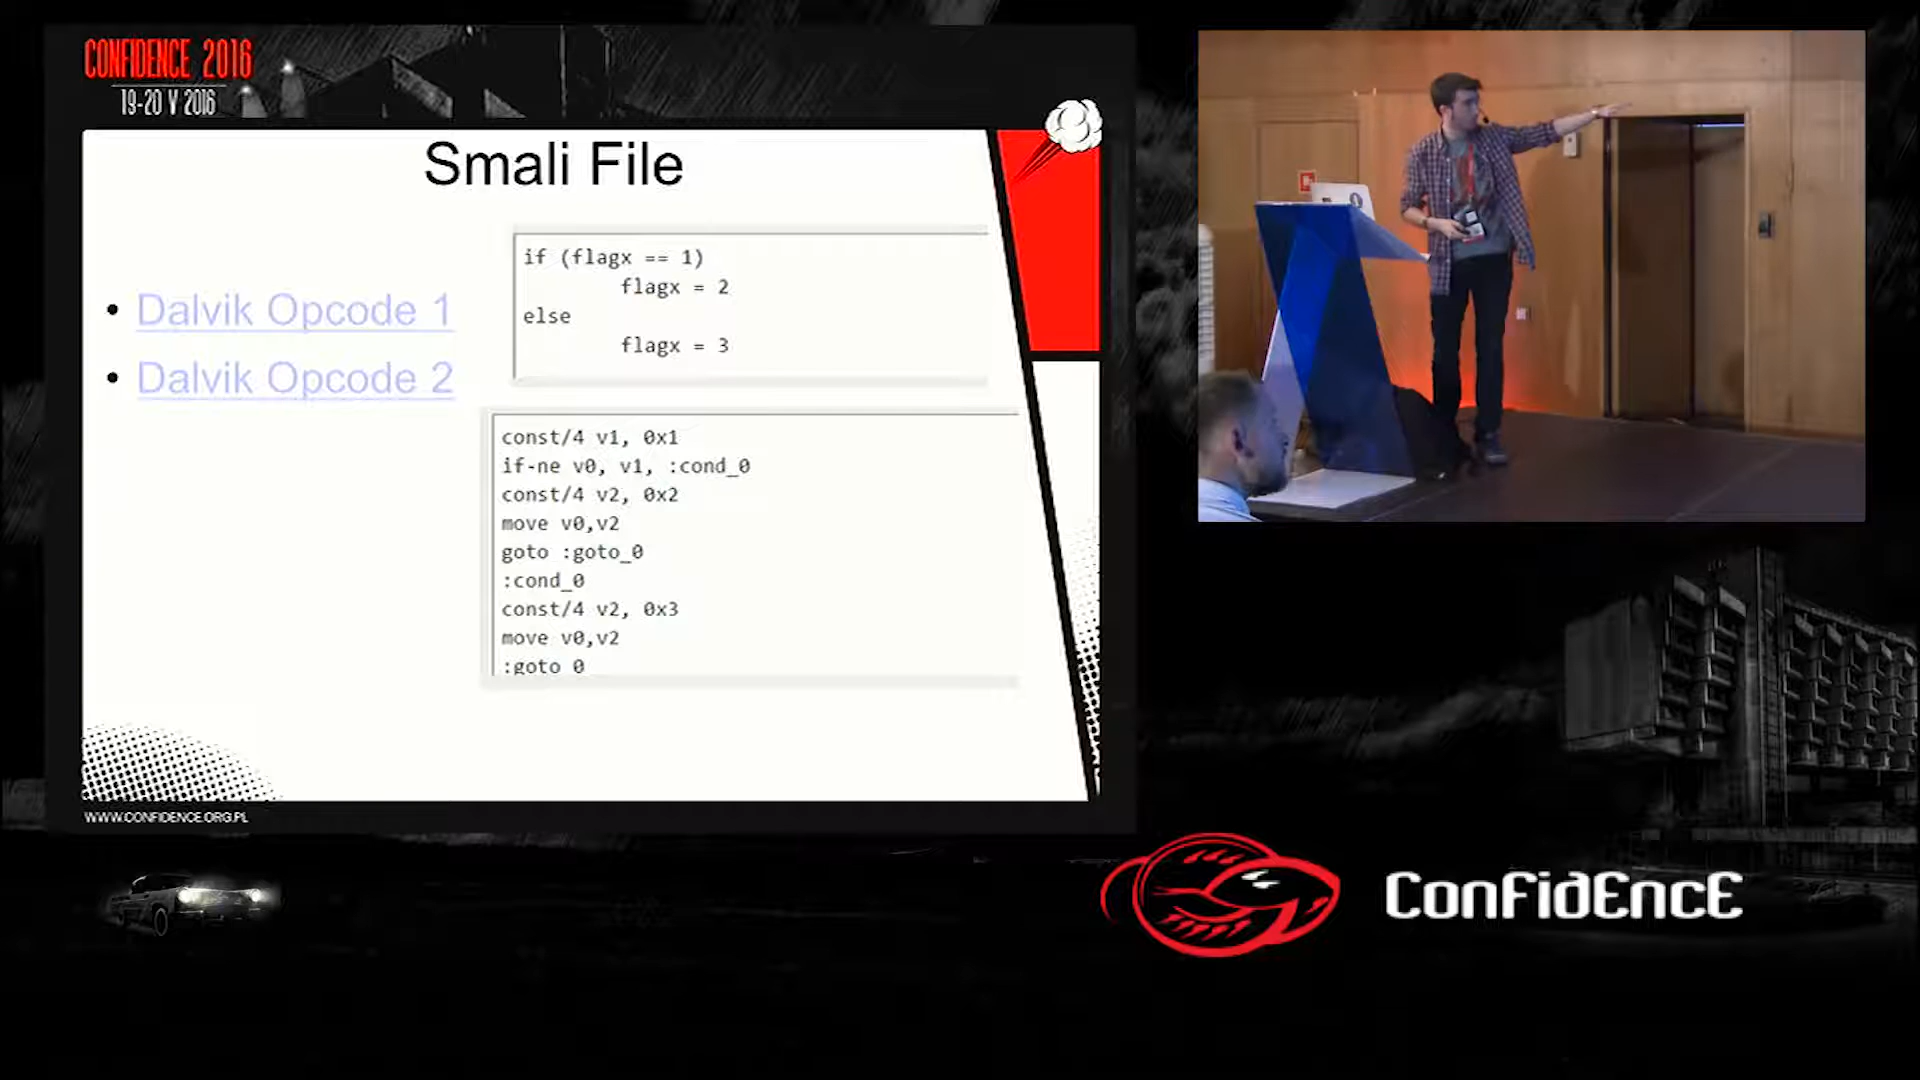 CONFIDENCE 2016
19-20 V 2016
Smali File
• Dalvik Opcode 1
• Dalvik Opcode 2
if (flagx == 1)
flagx = 2
else
flagx = 3
const/4 v1, 0x1
if-ne v0, v1, :cond_0
const/4 v2, 0x2
move v0,v2
goto :goto_0
:cond_0
const/4 v2, 0x3
move v0,v2
:goto_0
WWW.CONFIDENCE.ORG.PL
ConFidEncE